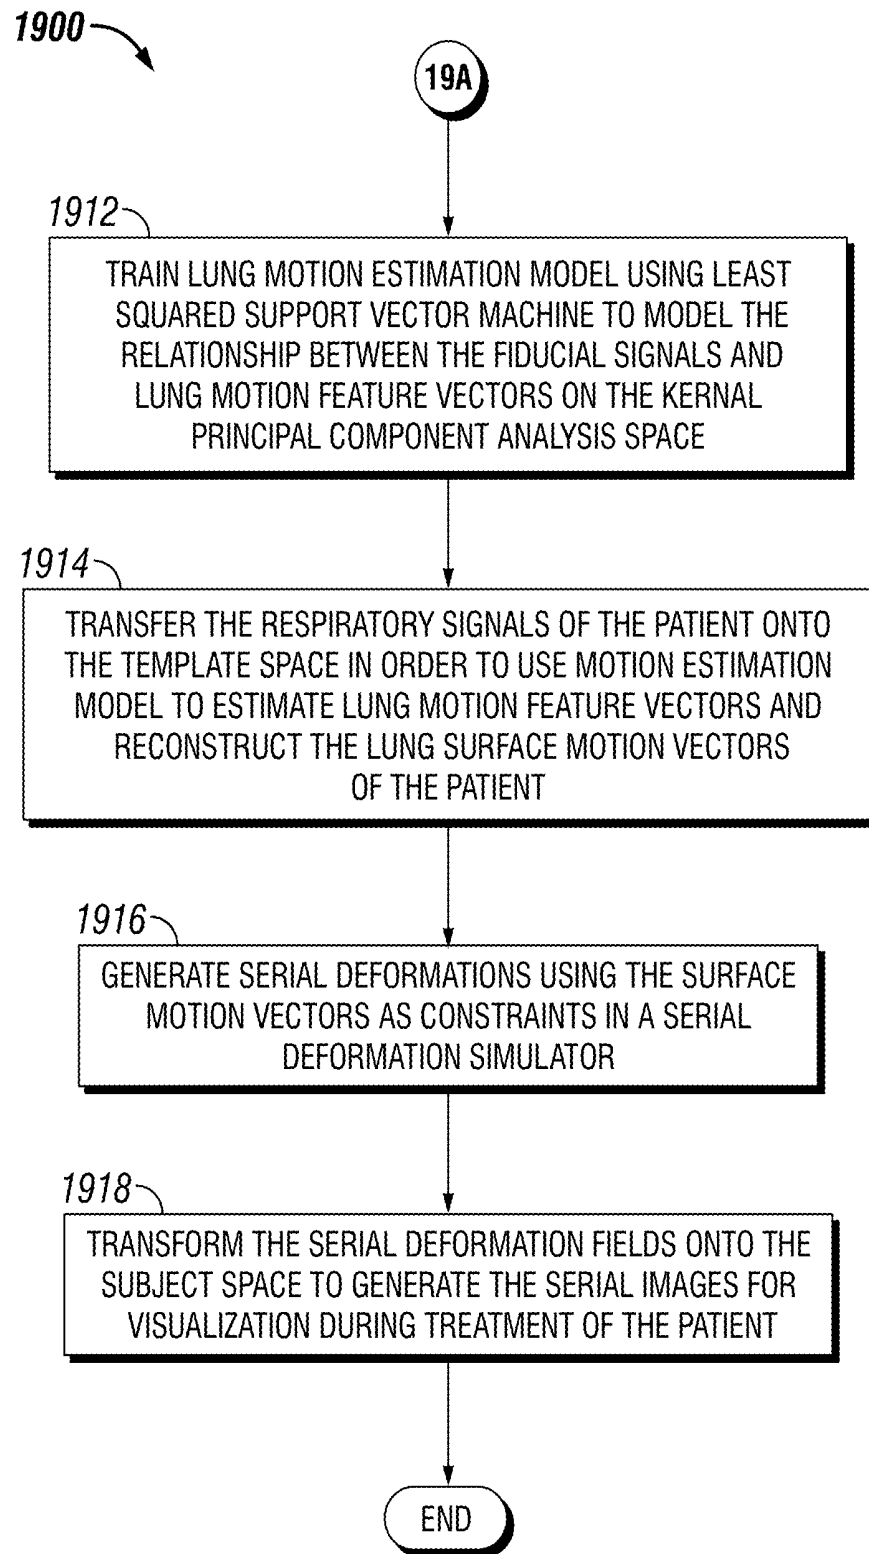 1900
19A
1912
TRAIN LUNG MOTION ESTIMATION MODEL USING LEAST
SQUARED SUPPORT VECTOR MACHINE TO MODEL THE
RELATIONSHIP BETWEEN THE FIDUCIAL SIGNALS AND
LUNG MOTION FEATURE VECTORS ON THE KERNAL
PRINCIPAL COMPONENT ANALYSIS SPACE
1914
TRANSFER THE RESPIRATORY SIGNALS OF THE PATIENT ONTO
THE TEMPLATE SPACE IN ORDER TO USE MOTION ESTIMATION
MODEL TO ESTIMATE LUNG MOTION FEATURE VECTORS AND
RECONSTRUCT THE LUNG SURFACE MOTION VECTORS
OF THE PATIENT
1916
GENERATE SERIAL DEFORMATIONS USING THE SURFACE
MOTION VECTORS AS CONSTRAINTS IN A SERIAL
DEFORMATION SIMULATOR
1918
TRANSFORM THE SERIAL DEFORMATION FIELDS ONTO THE
SUBJECT SPACE TO GENERATE THE SERIAL IMAGES FOR
VISUALIZATION DURING TREATMENT OF THE PATIENT
END